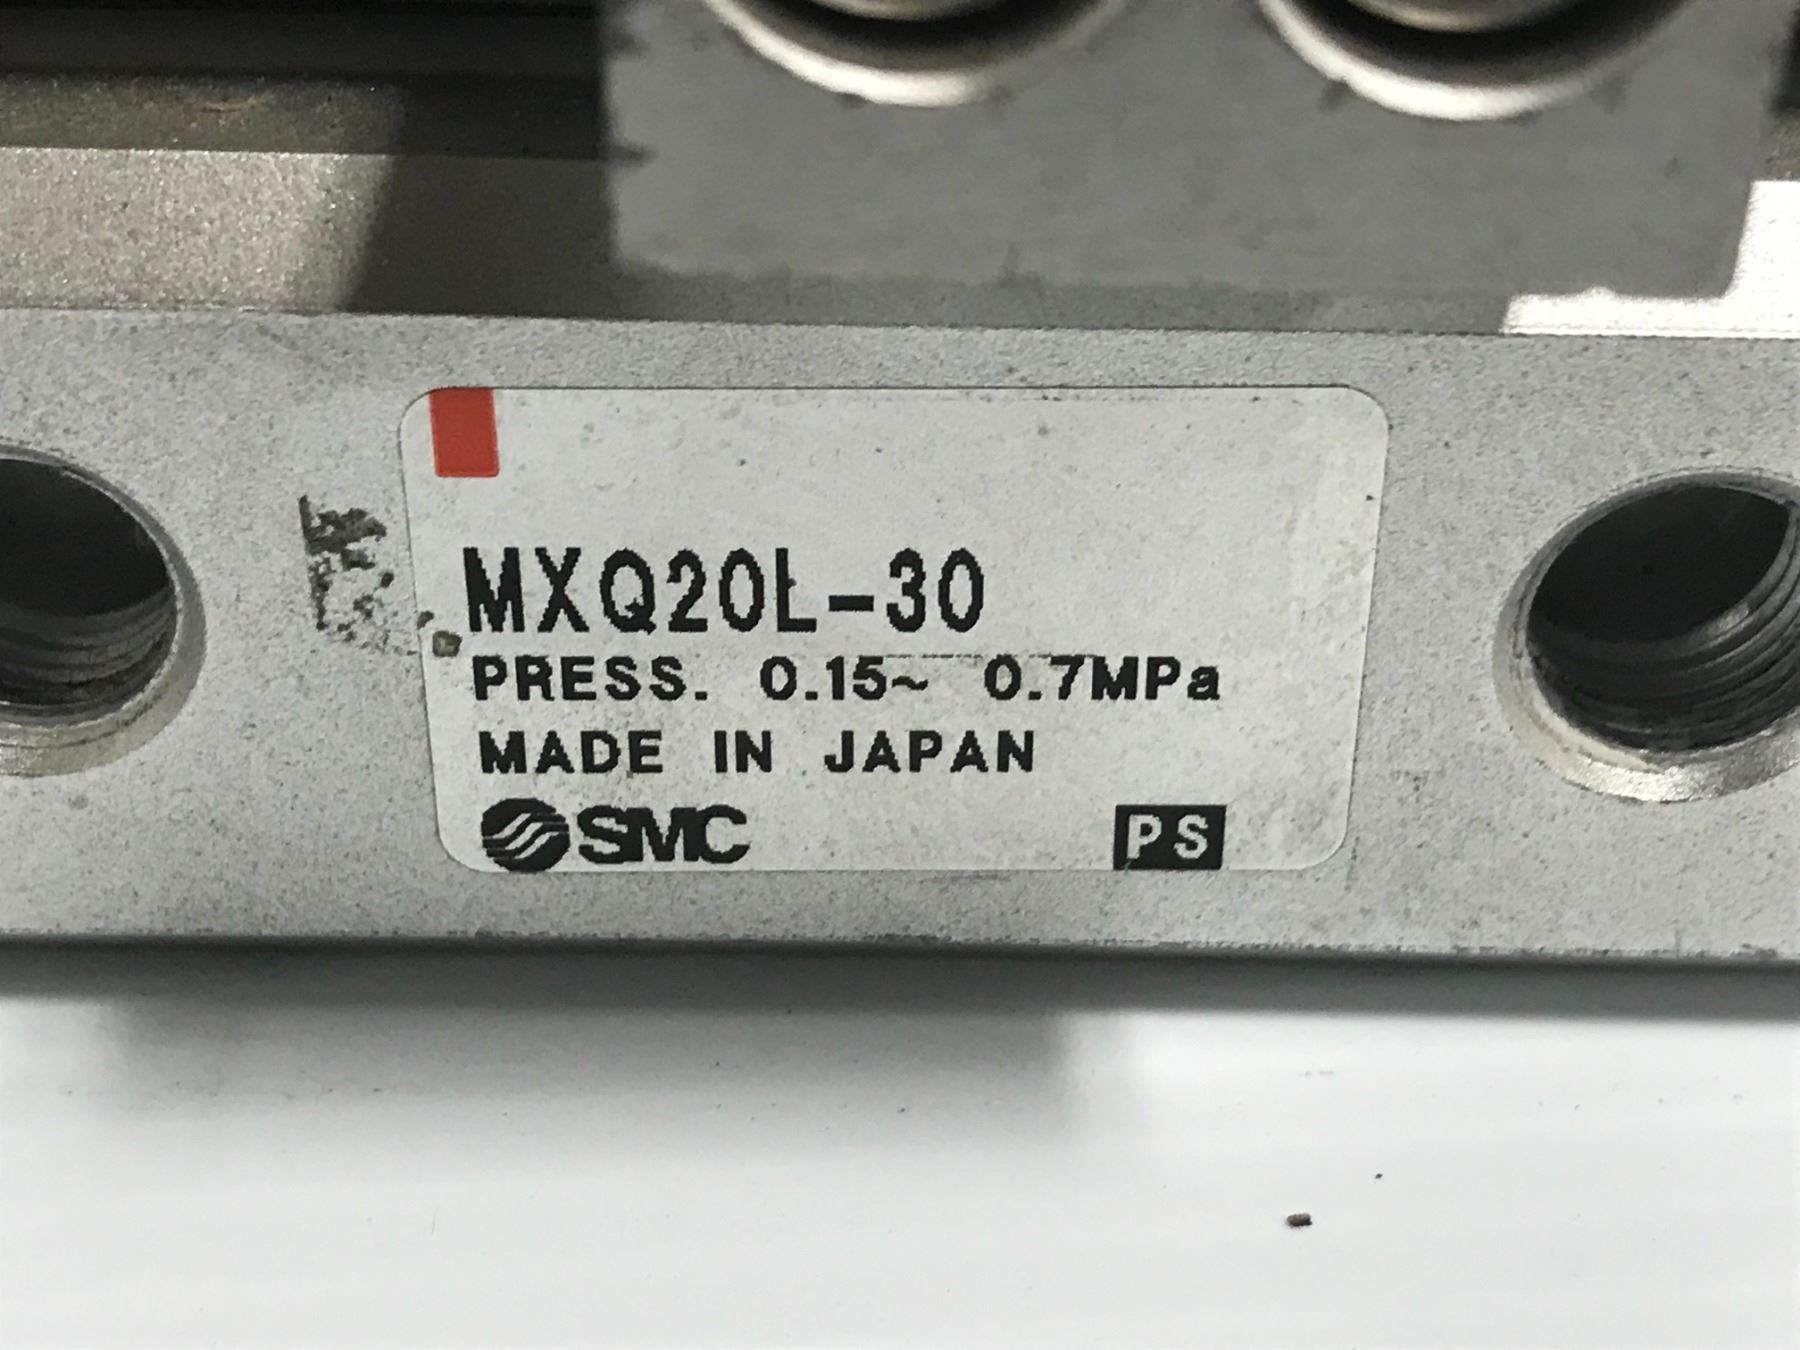 MXQ20L-30
PRESS. 0.15~ 0.7MPa
MADE IN JAPAN
SMC PS